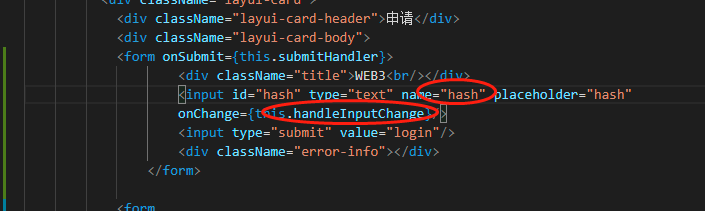 <div className="layui-card">
<div className="layui-card-header">申请</div>
<div className="layui-card-body">
<form onSubmit={this.submitHandler}>
<div className="title">WEB3<br/></div>
<input id="hash" type="text" name="hash" placeholder="hash"
onChange={this.handleInputChange}/>
<input type="submit" value="login"/>
<div className="error-info"></div>
</form>
<form